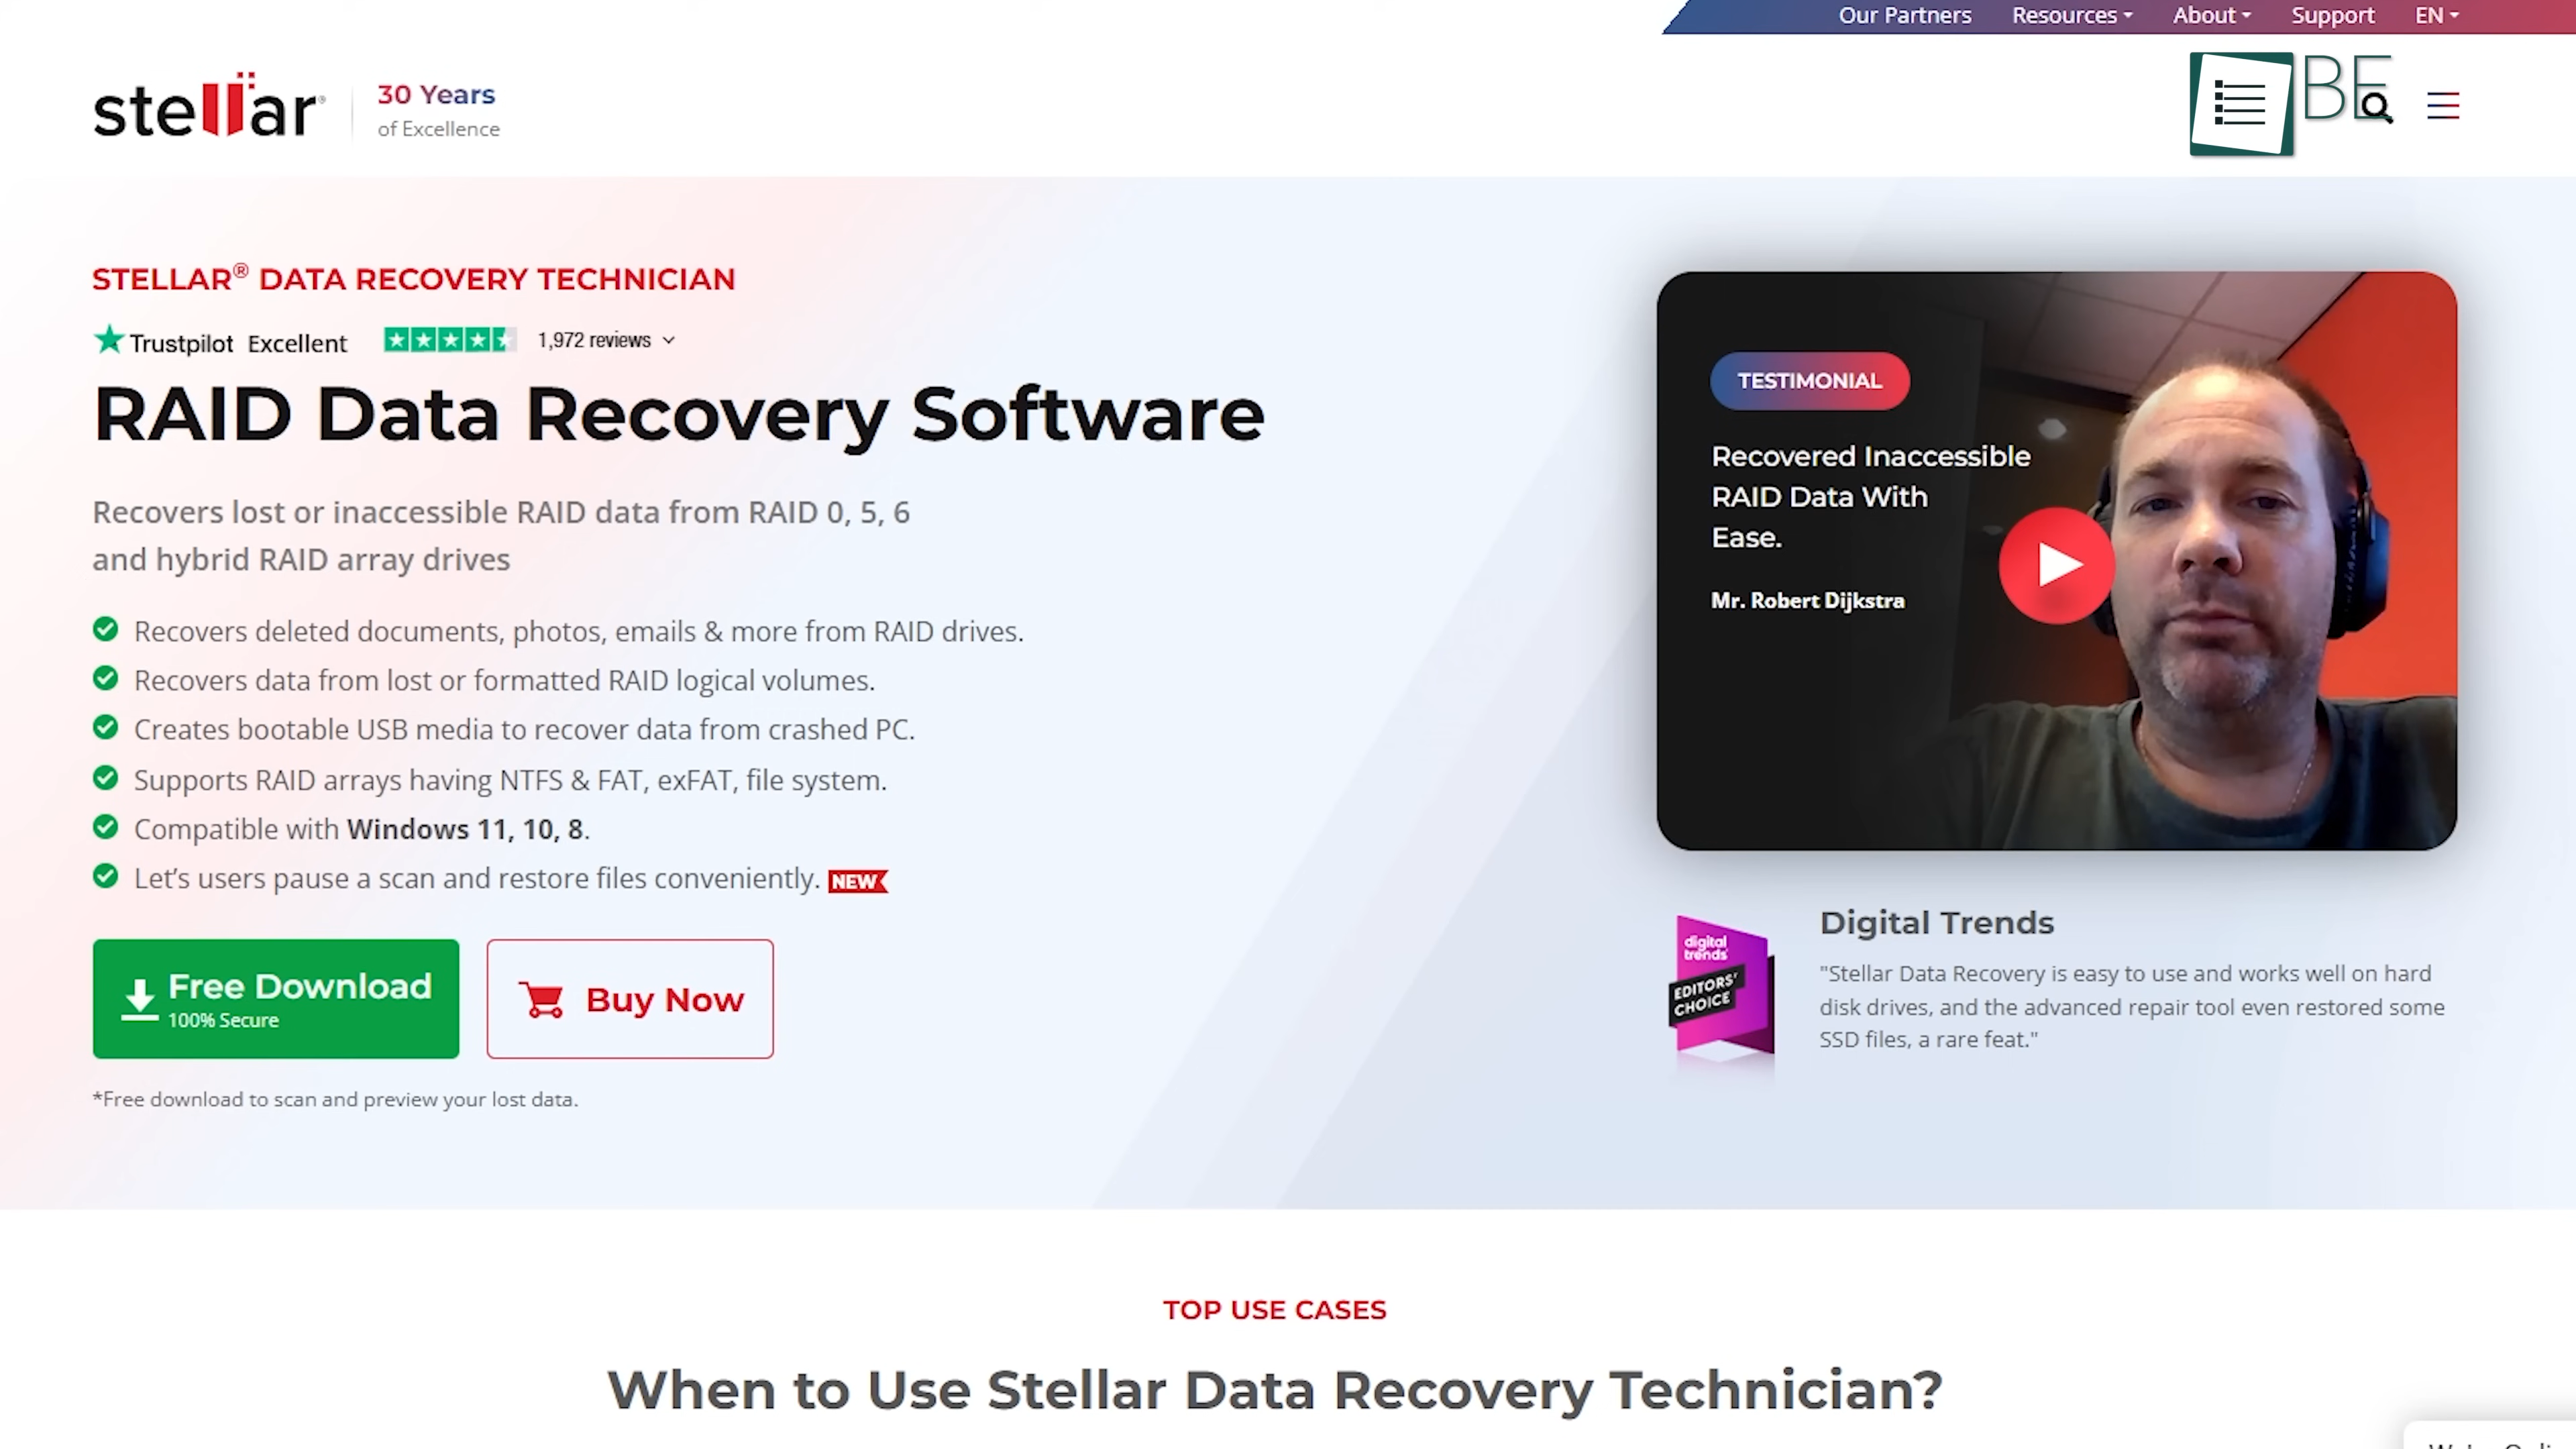 Our Partners Resources About Support EN
stellar® 30 Years
of Excellence
BE
STELLAR® DATA RECOVERY TECHNICIAN
Trustpilot Excellent 1,972 reviews
RAID Data Recovery Software
Recovers lost or inaccessible RAID data from RAID 0, 5, 6
and hybrid RAID array drives
Recovers deleted documents, photos, emails & more from RAID drives.
Recovers data from lost or formatted RAID logical volumes.
Creates bootable USB media to recover data from crashed PC.
Supports RAID arrays having NTFS & FAT, exFAT, file system.
Compatible with Windows 11, 10, 8.
Let's users pause a scan and restore files conveniently. NEW
Free Download
100% Secure
Buy Now
*Free download to scan and preview your lost data.
TESTIMONIAL
Recovered Inaccessible
RAID Data With
Ease.
Mr. Robert Dijkstra
digital
trends
EDITORS'
CHOICE
Digital Trends
"Stellar Data Recovery is easy to use and works well on hard
disk drives, and the advanced repair tool even restored some
SSD files, a rare feat."
TOP USE CASES
When to Use Stellar Data Recovery Technician?